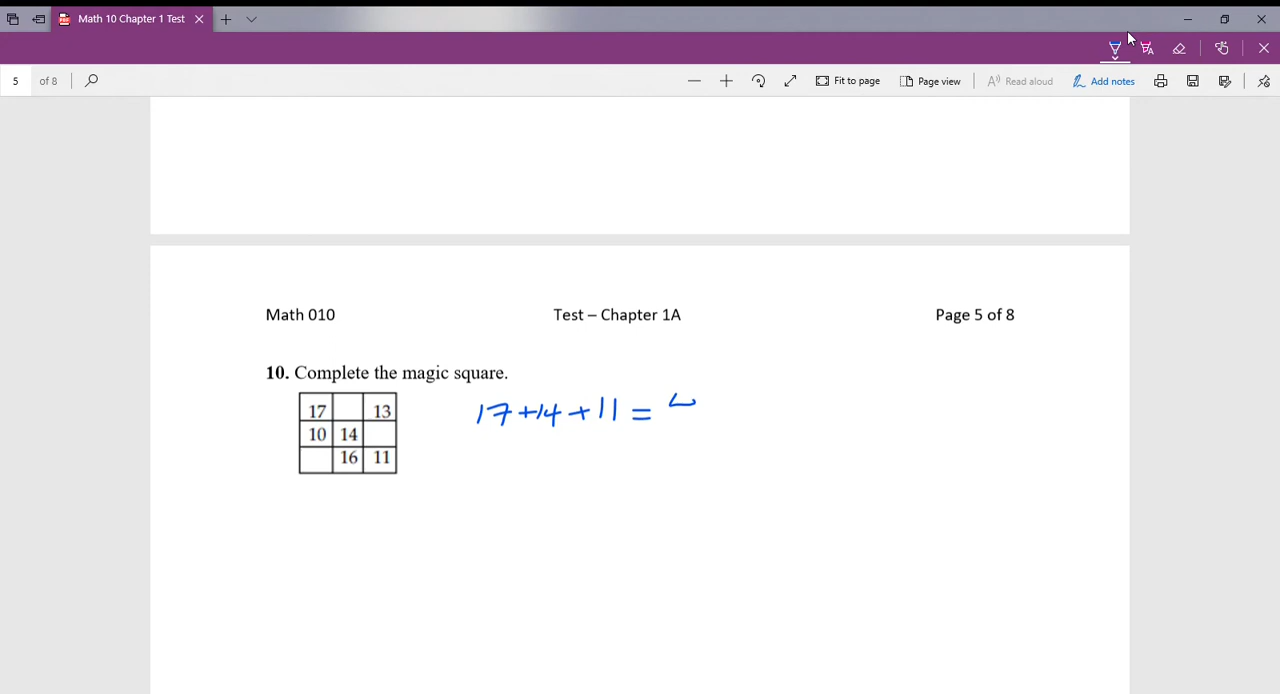 Math 10 Chapter 1 Test
5 of 8
Fit to page
Page view
Read aloud
Add notes
Math 010 Test – Chapter 1A Page 5 of 8
10. Complete the magic square.
17 13
10 14
16 11
17+14+11=